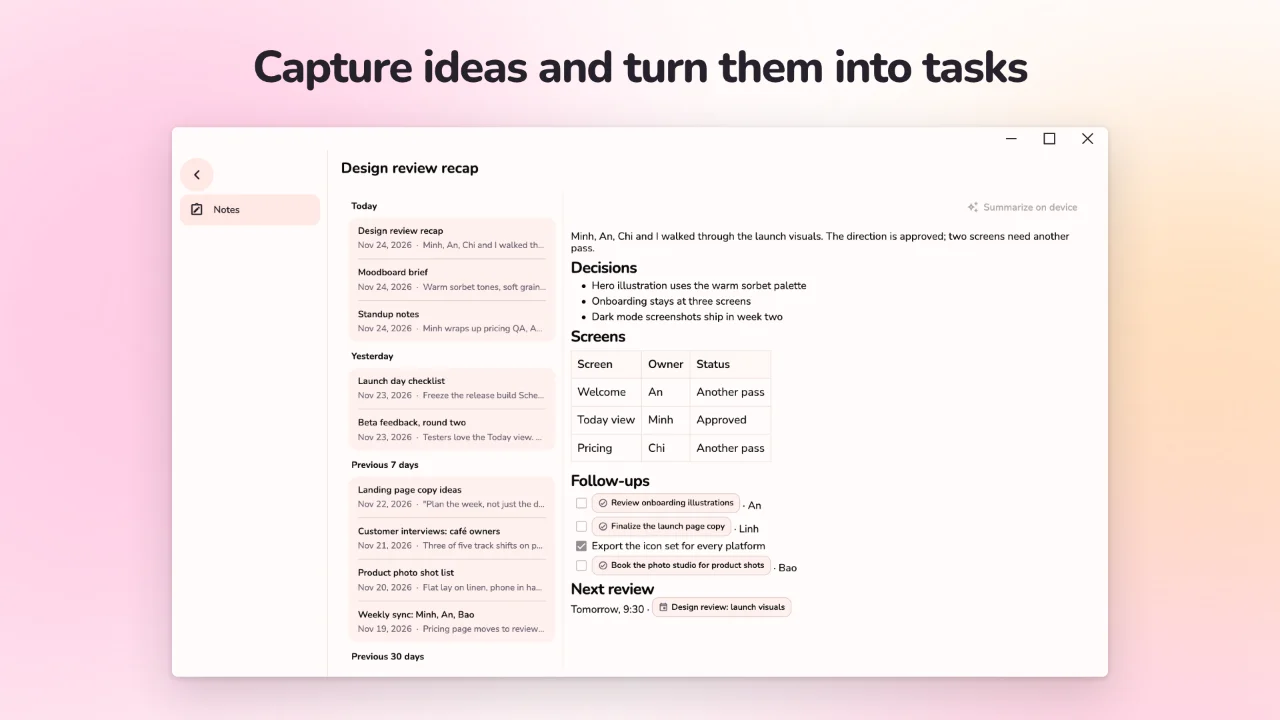 Capture ideas and turn them into tasks
Notes
Design review recap
Today
Design review recap
Nov 24, 2026 · Minh, An, Chi and I walked th...
Moodboard brief
Nov 24, 2026 · Warm sorbet tones, soft grain...
Standup notes
Nov 24, 2026 · Minh wraps up pricing QA, A...
Yesterday
Launch day checklist
Nov 23, 2026 · Freeze the release build Sche...
Beta feedback, round two
Nov 23, 2026 · Testers love the Today view. ...
Previous 7 days
Landing page copy ideas
Nov 22, 2026 · "Plan the week, not just the d...
Customer interviews: café owners
Nov 21, 2026 · Three of five track shifts on p...
Product photo shot list
Nov 20, 2026 · Flat lay on linen, phone in ha...
Weekly sync: Minh, An, Bao
Nov 19, 2026 · Pricing page moves to review...
Previous 30 days
Summarize on device
Minh, An, Chi and I walked through the launch visuals. The direction is approved; two screens need another
pass.
Decisions
• Hero illustration uses the warm sorbet palette
• Onboarding stays at three screens
• Dark mode screenshots ship in week two
Screens
Screen Owner Status
Welcome An Another pass
Today view Minh Approved
Pricing Chi Another pass
Follow-ups
Review onboarding illustrations · An
Finalize the launch page copy · Linh
Export the icon set for every platform
Book the photo studio for product shots · Bao
Next review
Tomorrow, 9:30 · Design review: launch visuals